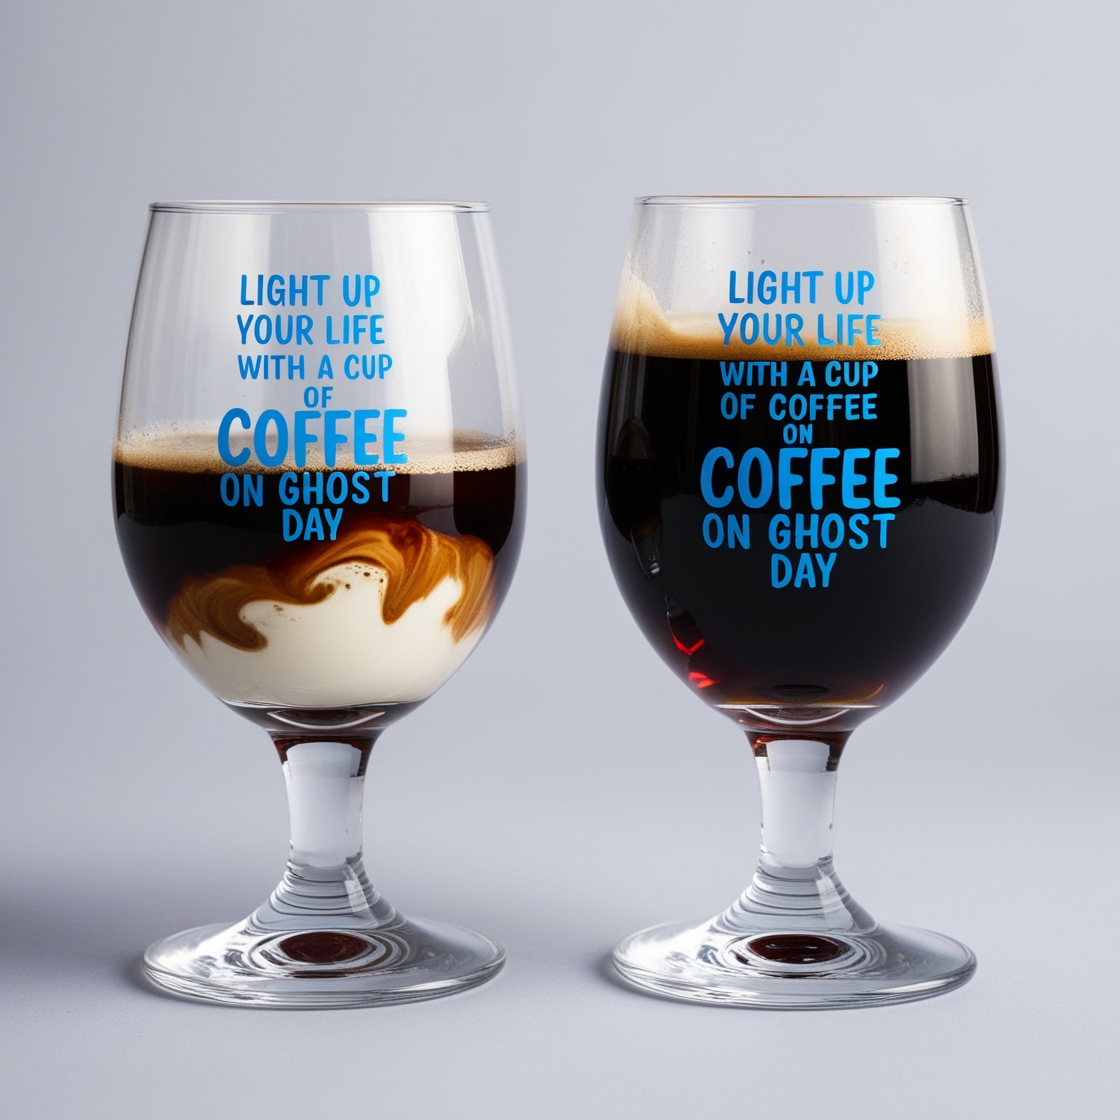 LIGHT UP
YOUR LIFE
WITH A CUP
OF
COFFEE
ON GHOST
DAY
LIGHT UP
YOUR LIFE
WITH A CUP
OF COFFEE
ON
COFFEE
ON GHOST
DAY